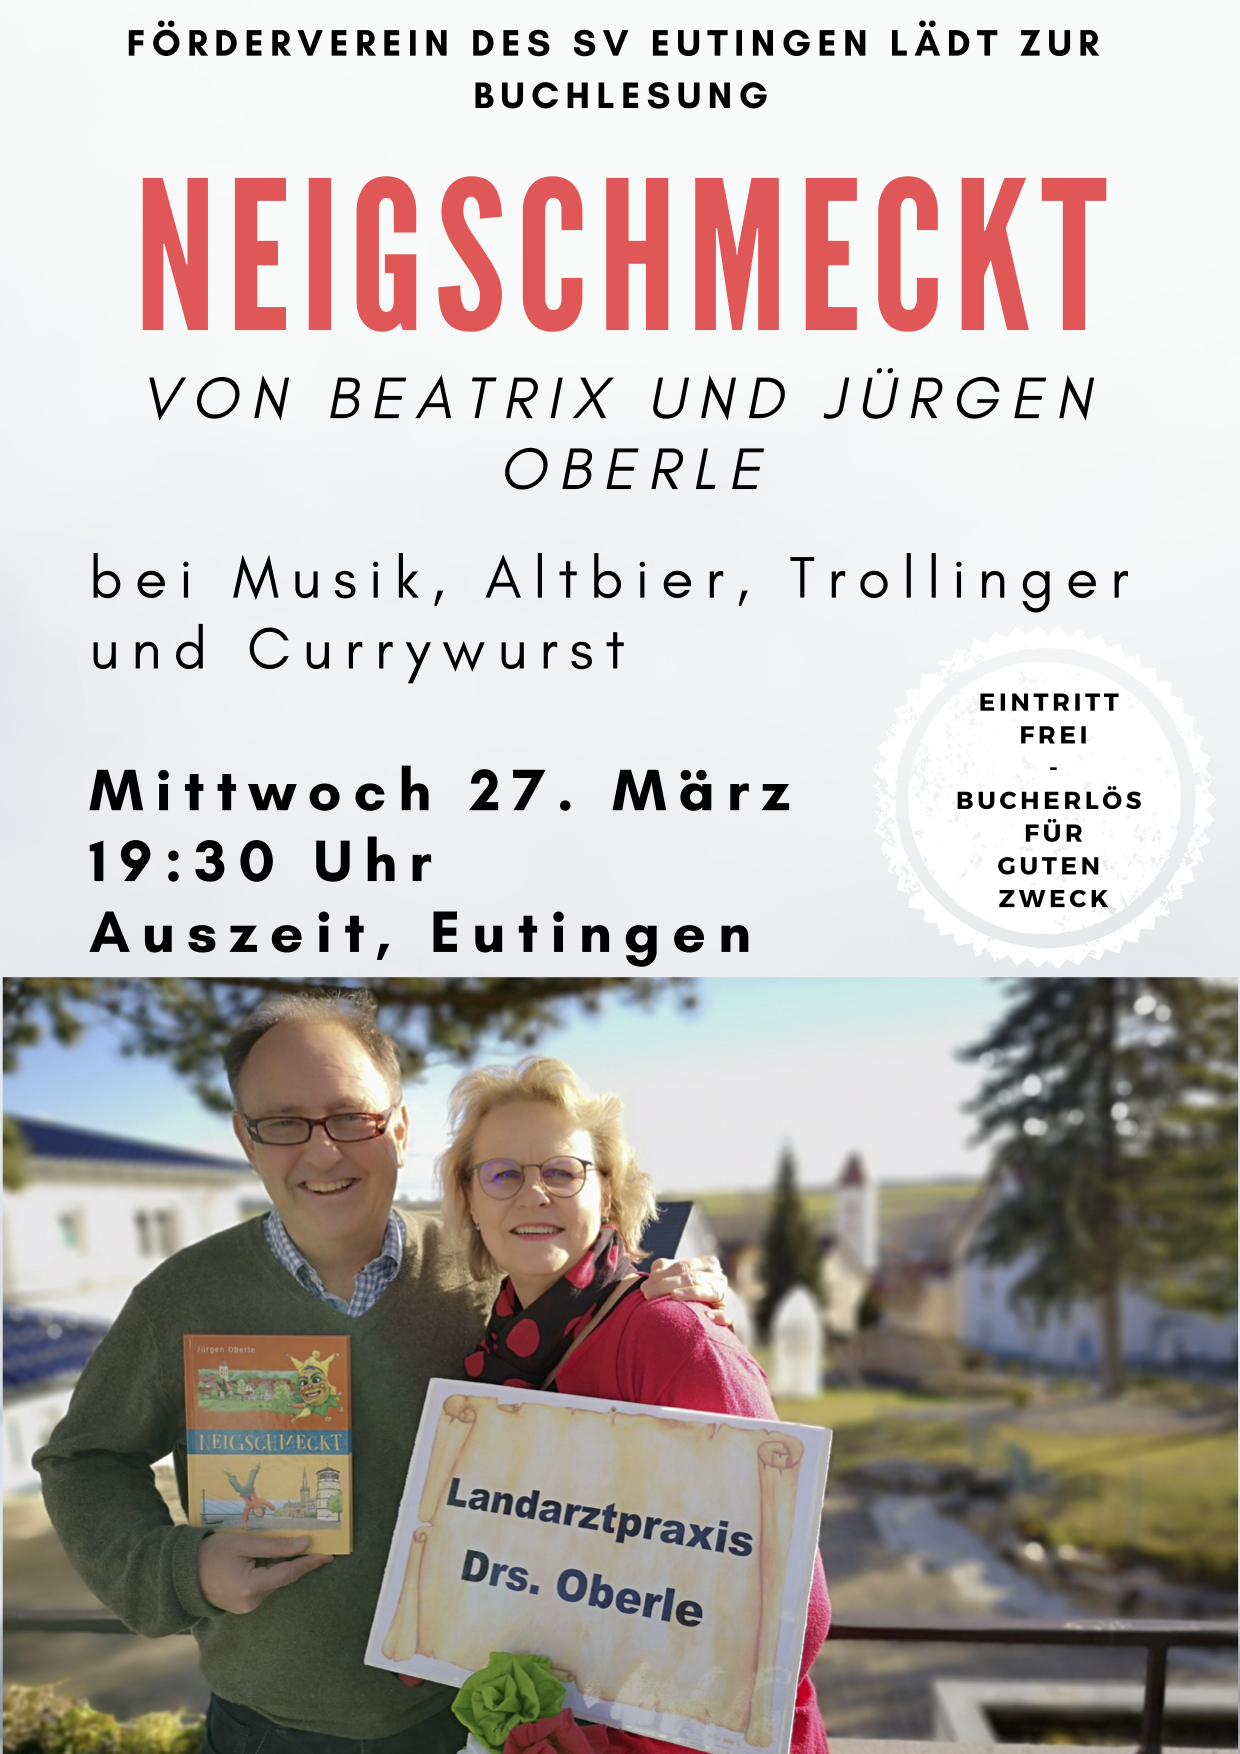 FÖRDERVEREIN DES SV EUTINGEN LÄDT ZUR
BUCHLESUNG
NEIGSCHMECKT
VON BEATRIX UND JÜRGEN
OBERLE
bei Musik, Altbier, Trollinger
und Currywurst
EINTRITT
FREI
-
BUCHERLÖS
FÜR
GUTEN
ZWECK
Mittwoch 27. März
19:30 Uhr
Auszeit, Eutingen
Jürgen Oberle
NEIGSCHMECKT
Landarztpraxis
Drs. Oberle